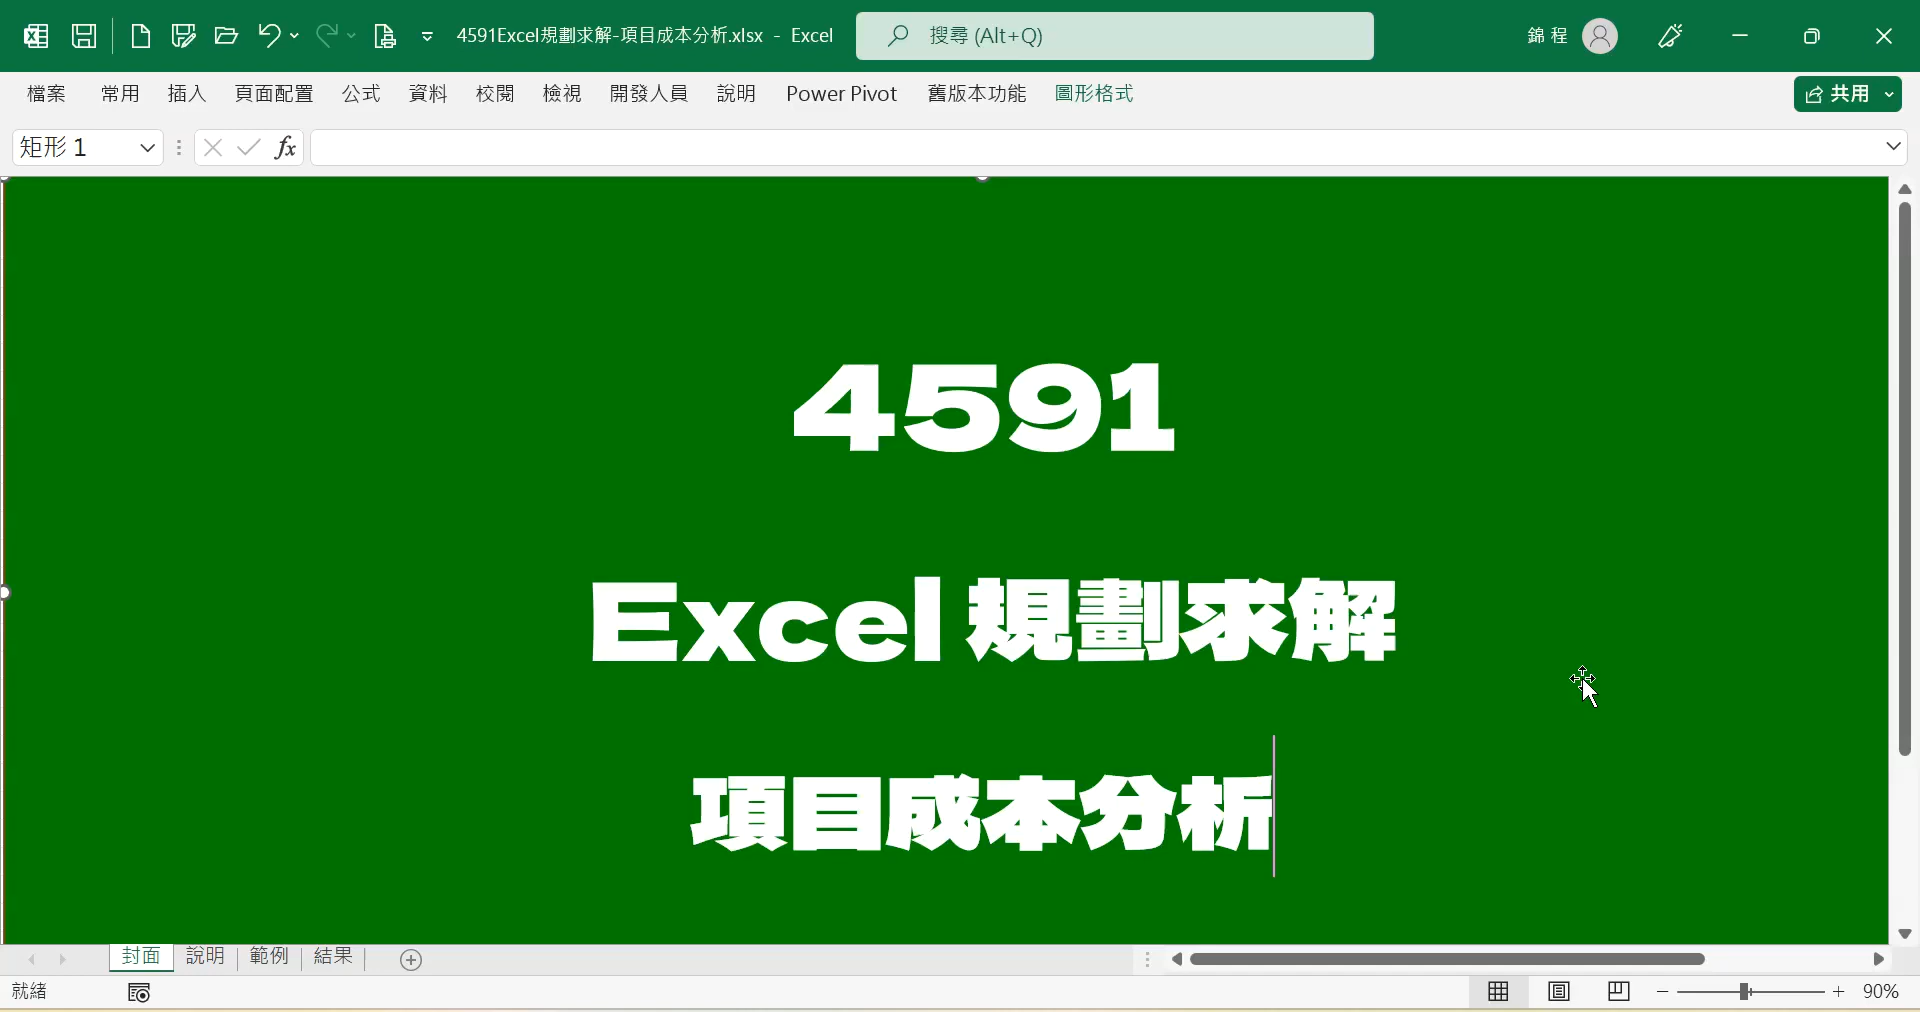 4591Excel規劃求解-項目成本分析.xlsx - Excel
搜尋 (Alt+Q)
錦 程
檔案 常用 插入 頁面配置 公式 資料 校閱 檢視 開發人員 說明 Power Pivot 舊版本功能 圖形格式
共用
矩形 1
fx
4591
Excel 規劃求解
項目成本分析
封面 說明 範例 結果
就緒
90%